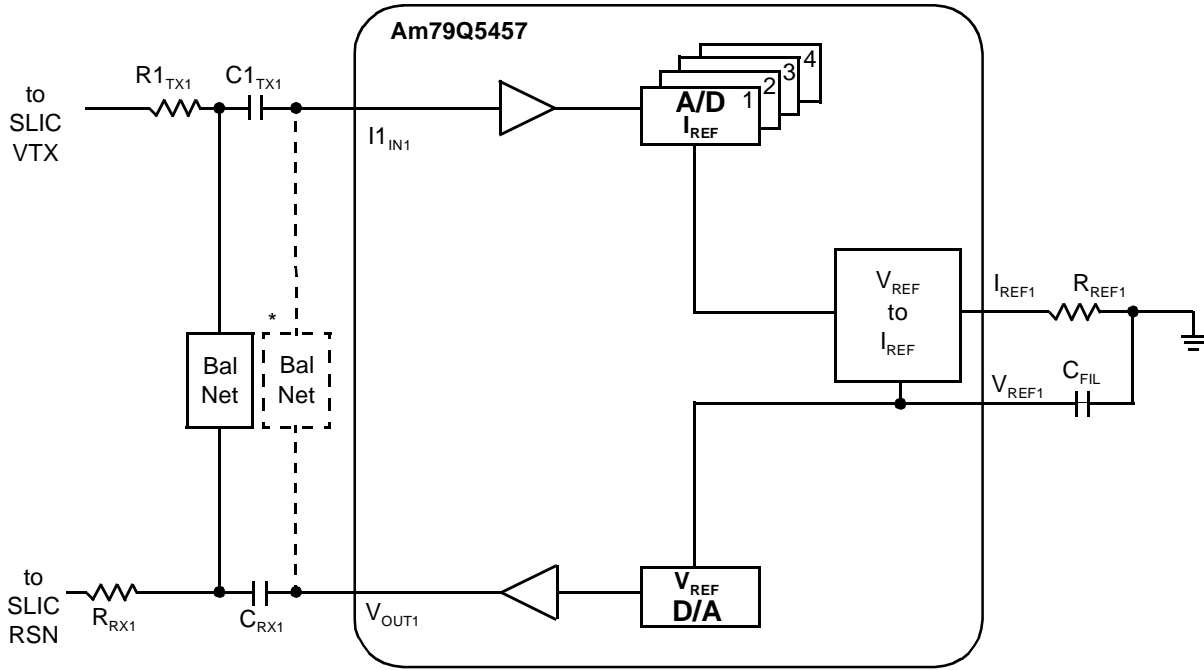 Am79Q5457
to
SLIC
VTX
R1TX1
C1TX1
I1IN1
A/D
IREF
1
2
3
4
VREF
to
IREF
IREF1
RREF1
VREF1
CFIL
*
Bal
Net
Bal
Net
to
SLIC
RSN
RRX1
CRX1
VOUT1
VREF
D/A